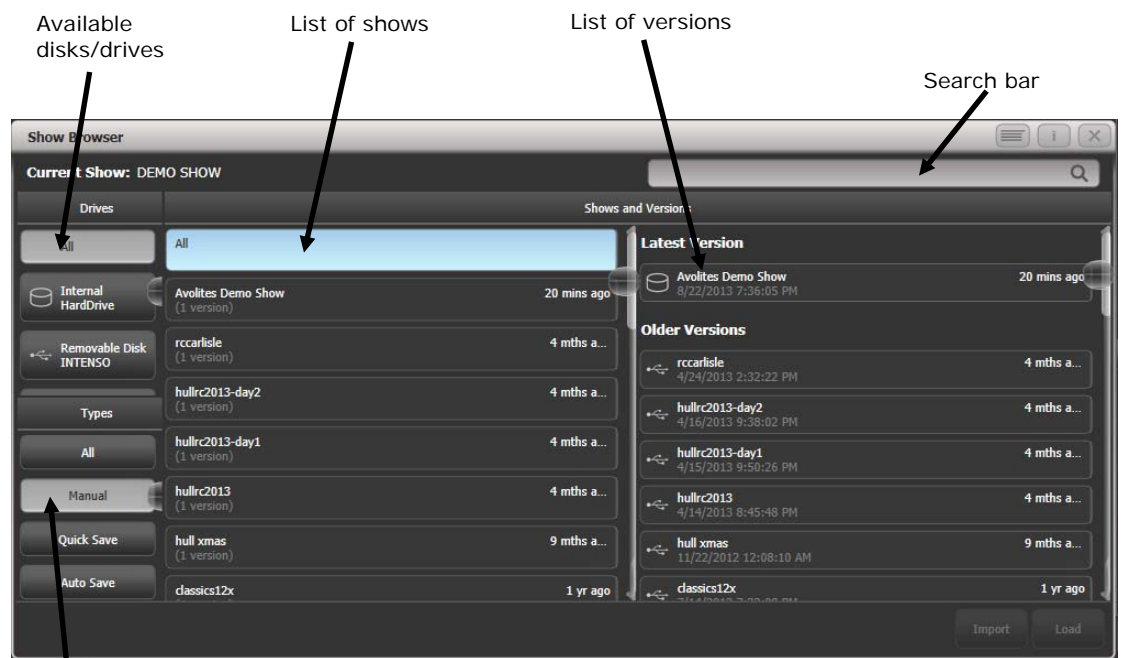 Available
disks/drives
List of shows
List of versions
Search bar
Show Browser
i
X
Current Show: DEMO SHOW
Drives
Shows and Versions
All
Internal
HardDrive
Removable Disk
INTENSO
Types
All
Manual
Quick Save
Auto Save
All
Avolites Demo Show
20 mins ago
(1 version)
rccarlisle
4 mths a...
(1 version)
hullrc2013-day2
4 mths a...
(1 version)
hullrc2013-day1
4 mths a...
(1 version)
hullrc2013
4 mths a...
(1 version)
hull xmas
9 mths a...
(1 version)
classics12x
1 yr ago
Latest Version
Avolites Demo Show
20 mins ago
8/22/2013 7:36:05 PM
Older Versions
rccarlisle
4 mths a...
4/24/2013 2:32:22 PM
hullrc2013-day2
4 mths a...
4/16/2013 9:38:02 PM
hullrc2013-day1
4 mths a...
4/15/2013 9:50:26 PM
hullrc2013
4 mths a...
4/14/2013 8:45:48 PM
hull xmas
9 mths a...
11/22/2012 12:08:10 AM
classics12x
1 yr ago
Import
Load